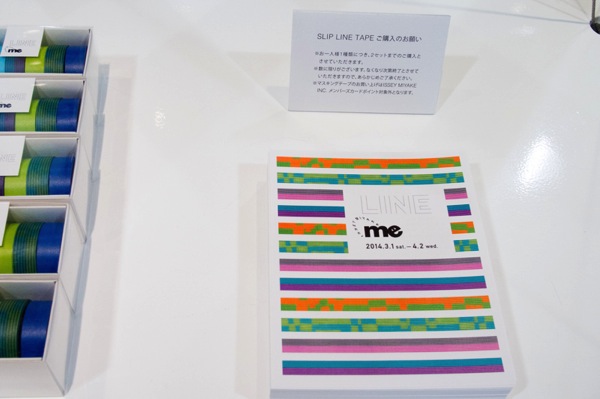 SLIP LINE TAPE ご購入のお願い
※お一人様1種類につき、2セットまでのご購入と
させていただきます。
※数に限りがございます。なくなり次第終了とさせて
いただきますので、あらかじめご了承ください。
※マスキングテープのお買い上げはISSEY MIYAKE
INC. メンバーズカードポイントの対象外となります。
LINE
me
ISSEY MIYAKE
me
2014.3.1 sat. — 4.2 wed.